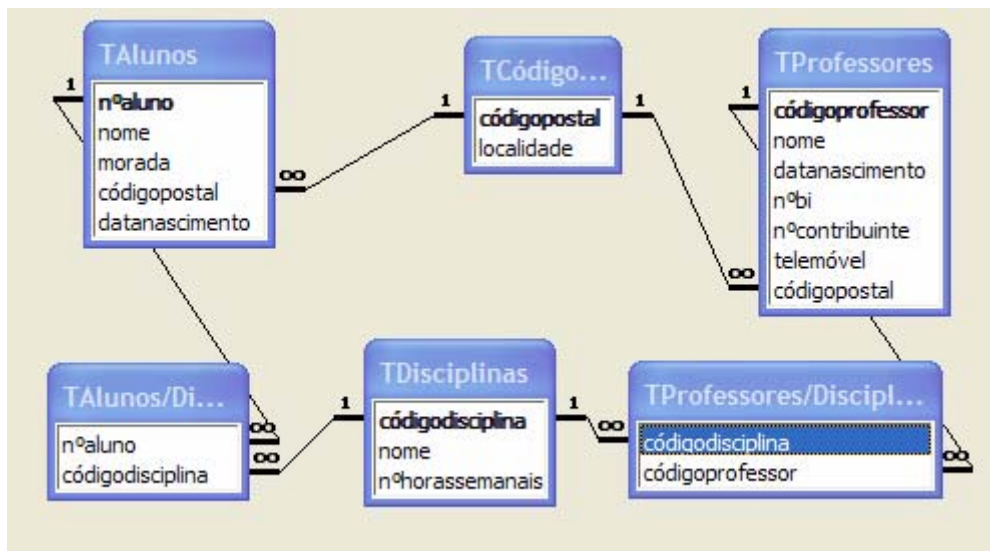 TAlunos
1
nºaluno
nome
morada
códigopostal
datanascimento
∞
TCódigo...
1
1
códigopostal
localidade
TProfessores
1
códigoprofessor
nome
datanascimento
nºbi
nºcontribuinte
telemóvel
códigopostal
∞
TAlunos/Di...
nºaluno
códigodisciplina
∞
∞
TDisciplinas
1
1
códigodisciplina
nome
nºhorassemanais
TProfessores/Discipl...
∞
códigodisciplina
códigoprofessor
∞